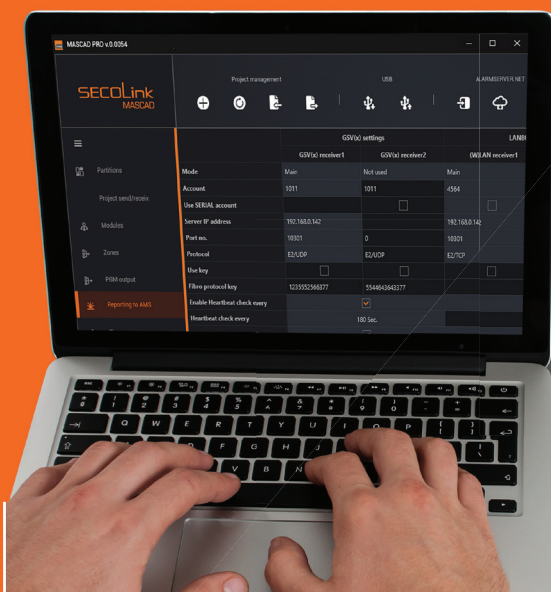 MASCAD PRO v.0.0054
Project management USB ALARMSERVER.NET
SECOLink
MASCAD
GSV(x) settings
GSV(x) receiver1 GSV(x) receiver2 (W)LAN receiver1
Partitions
Mode Main Not used Main
Account 1011 1011 4564
Project send/receiv
Use SERIAL account
Modules
Server IP address 192.168.0.142 192.168.0.142
Port no. 10301 0 10301
Zones
Protocol E2/UDP E2/UDP E2/TCP
PGM output
Use key
Fibro protocol key 1235552566377 5544643643377
Reporting to AMS
Enable Heartbeat check every
Heartbeat check every 180 Sec.
Q W E R T Y U
F G H
V B N